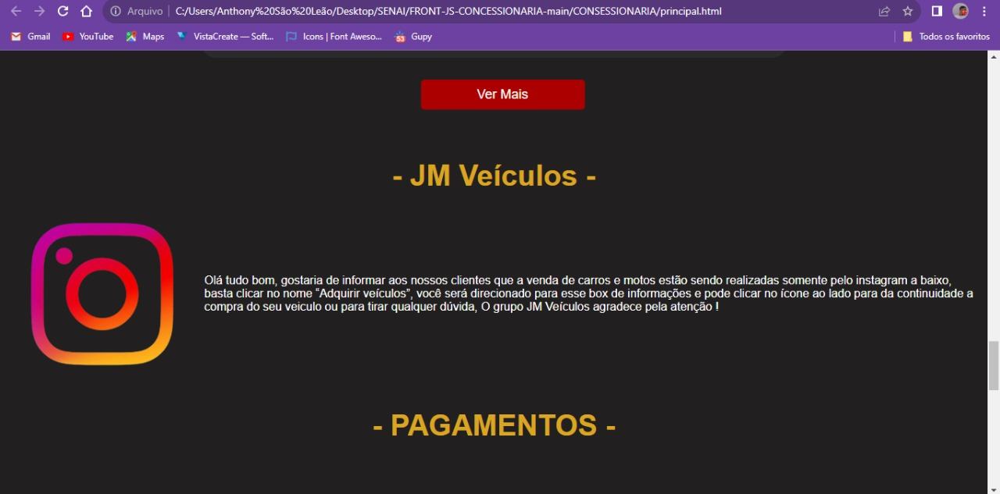 Arquivo C:/Users/Anthony%20São%20Leão/Desktop/SENAI/FRONT-JS-CONCESSIONARIA-main/CONSESSIONARIA/principal.html
Gmail YouTube Maps VistaCreate — Soft... Icons | Font Aweso... 53 Gupy Todos os favoritos
Ver Mais
- JM Veículos -
Olá tudo bom, gostaria de informar aos nossos clientes que a venda de carros e motos estão sendo realizadas somente pelo instagram a baixo,
basta clicar no nome “Adquirir veículos”, você será direcionado para esse box de informações e pode clicar no ícone ao lado para da continuidade a
compra do seu veiculo ou para tirar qualquer dúvida, O grupo JM Veículos agradece pela atenção !
- PAGAMENTOS -